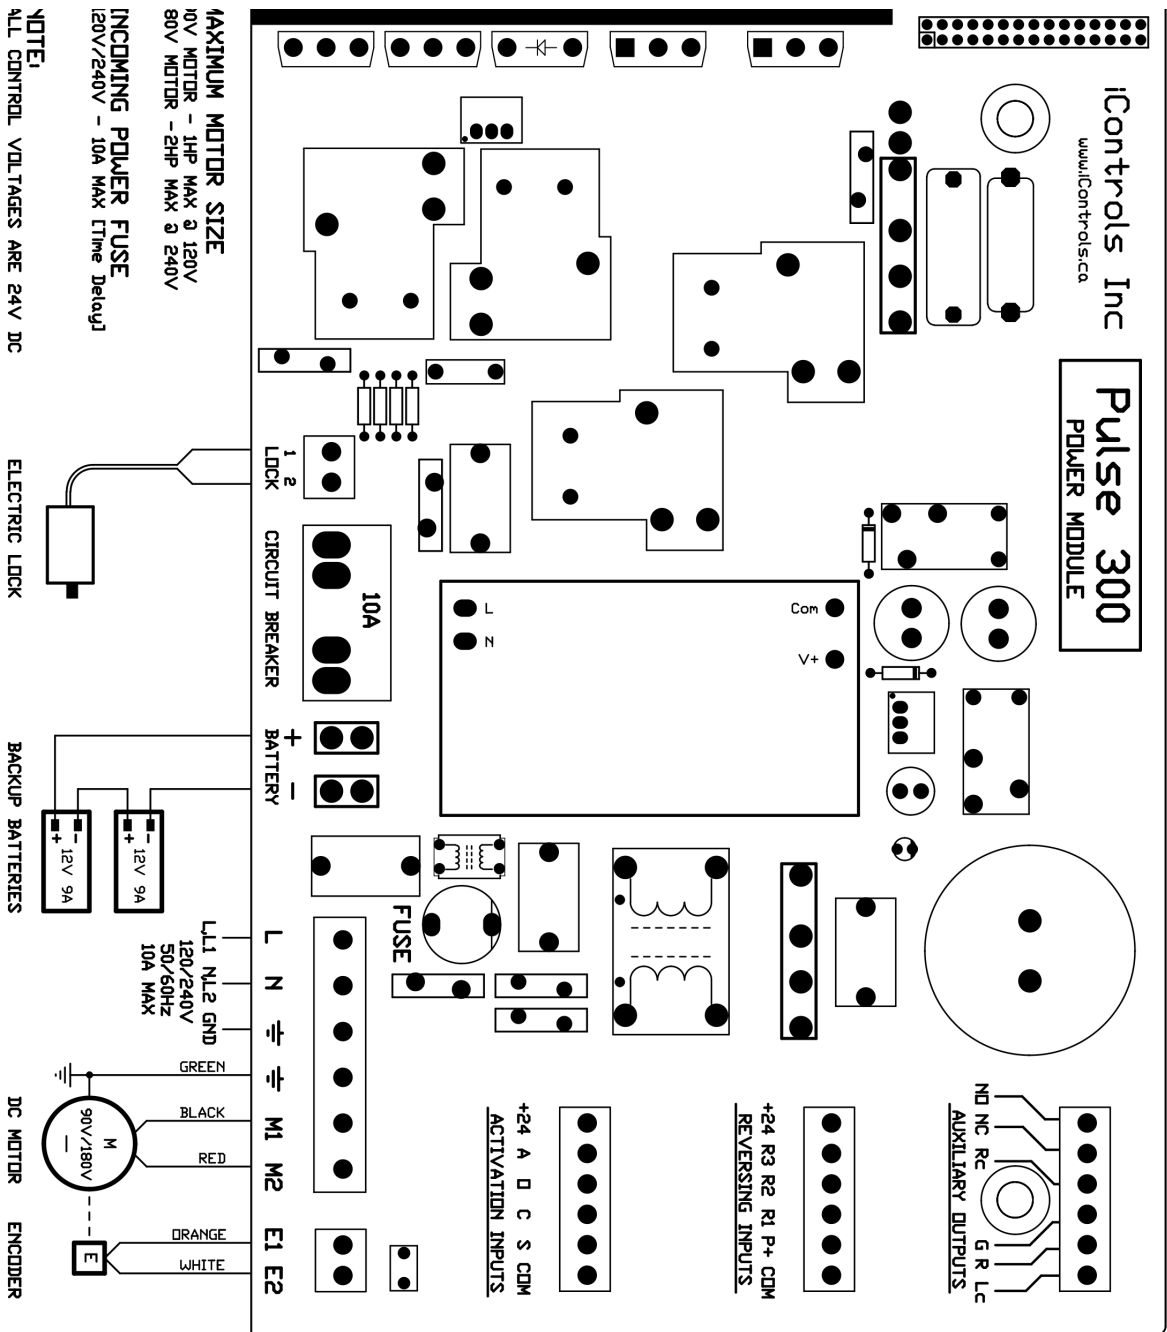 iControls Inc
www.iControls.ca
Pulse 300
POWER MODULE
MAXIMUM MOTOR SIZE
90V MOTOR - 1HP MAX @ 120V
180V MOTOR - 2HP MAX @ 240V
INCOMING POWER FUSE
120V/240V - 10A MAX [Time Delay]
NOTE:
ALL CONTROL VOLTAGES ARE 24V DC
1 2
LOCK
ELECTRIC LOCK
10A
CIRCUIT BREAKER
L
N
Com
V+
+ -
BATTERY
- +
12V 9A
- +
12V 9A
BACKUP BATTERIES
FUSE
L N
L,L1 N,L2 GND
120/240V
50/60Hz
10A MAX
GREEN
BLACK
RED
M1 M2
M
90V/180V
DC MOTOR
ORANGE
WHITE
E1 E2
E
ENCODER
+24 A O C S COM
ACTIVATION INPUTS
+24 R3 R2 R1 P+ COM
REVERSING INPUTS
NO NC Rc G R Lc
AUXILIARY OUTPUTS